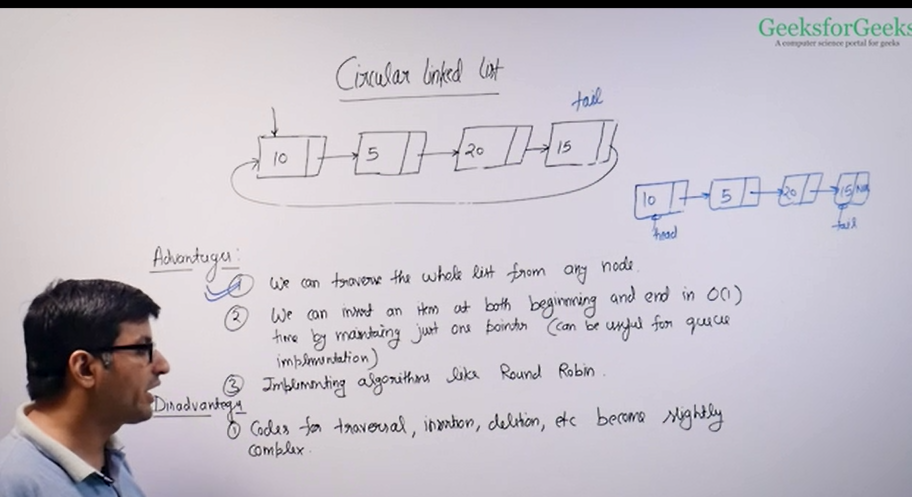 GeeksforGeeks
A computer science portal for geeks
Circular linked list
tail
10 5 20 15
10 5 20 15
head
tail
Advantages:
① We can traverse the whole list from any node.
② We can insert an item at both beginning and end in O(1)
time by maintaing just one pointer (can be useful for queue
implementation)
③ Implementing algorithms like Round Robin.
Disadvantages
① Codes for traversal, insertion, deletion, etc become slightly
complex.